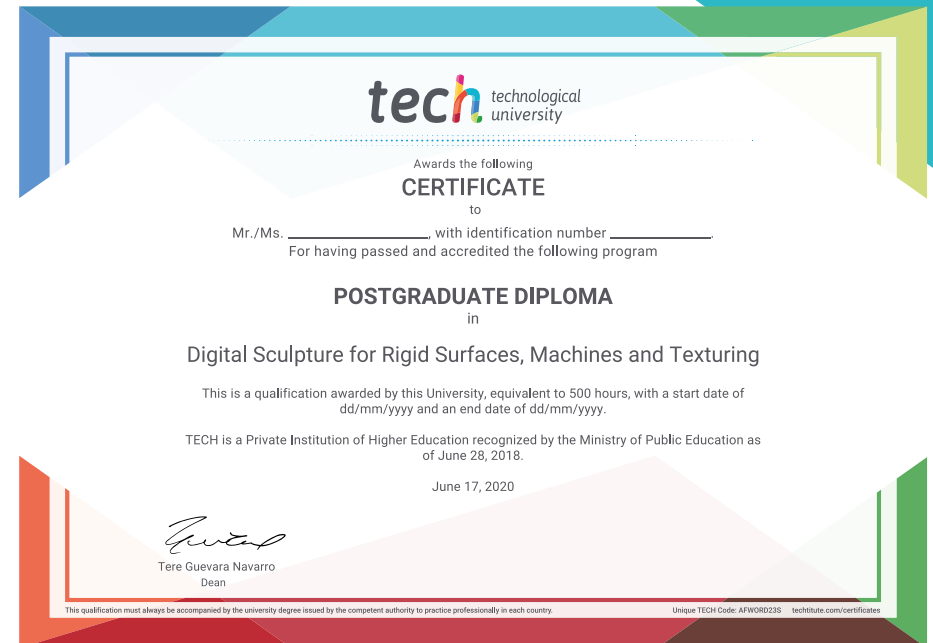 tech technological
university
Awards the following
CERTIFICATE
to
Mr./Ms. ____________________, with identification number ______________.
For having passed and accredited the following program
POSTGRADUATE DIPLOMA
in
Digital Sculpture for Rigid Surfaces, Machines and Texturing
This is a qualification awarded by this University, equivalent to 500 hours, with a start date of
dd/mm/yyyy and an end date of dd/mm/yyyy.
TECH is a Private Institution of Higher Education recognized by the Ministry of Public Education as
of June 28, 2018.
June 17, 2020
Tere Guevara Navarro
Dean
This qualification must always be accompanied by the university degree issued by the competent authority to practice professionally in each country. Unique TECH Code: AFWORD23S techtitute.com/certificates